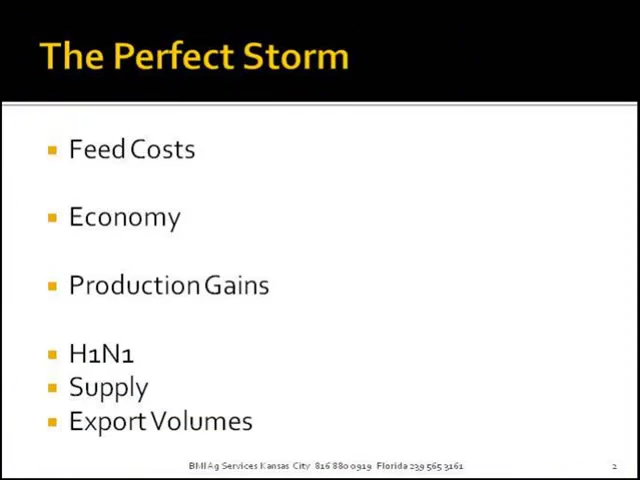 The Perfect Storm
Feed Costs
Economy
Production Gains
H1N1
Supply
Export Volumes
BMI Ag Services Kansas City 816 880 0919 Florida 239 565 3161
2